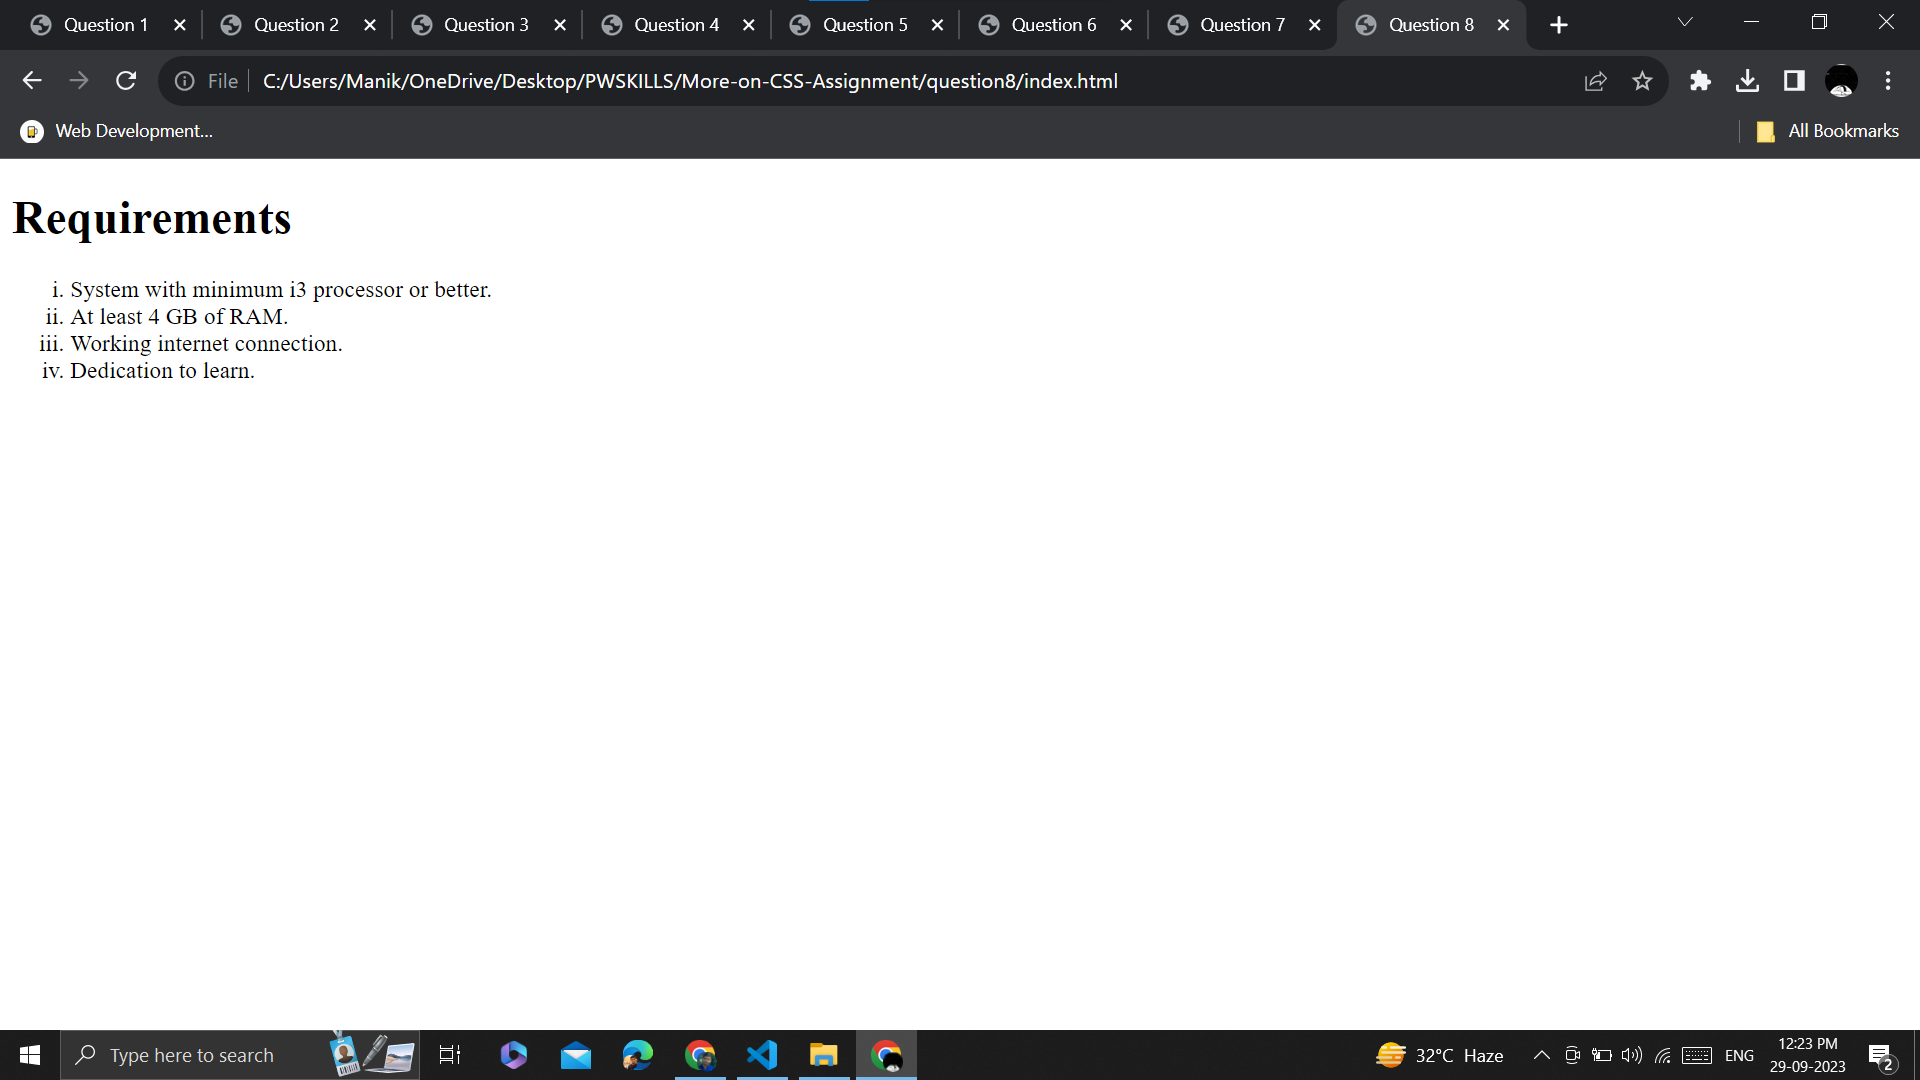 Question 1 Question 2 Question 3 Question 4 Question 5 Question 6 Question 7 Question 8
File C:/Users/Manik/OneDrive/Desktop/PWSKILLS/More-on-CSS-Assignment/question8/index.html
Web Development... All Bookmarks
Requirements
i. System with minimum i3 processor or better.
ii. At least 4 GB of RAM.
iii. Working internet connection.
iv. Dedication to learn.
Type here to search 32°C Haze ENG 12:23 PM
29-09-2023 2